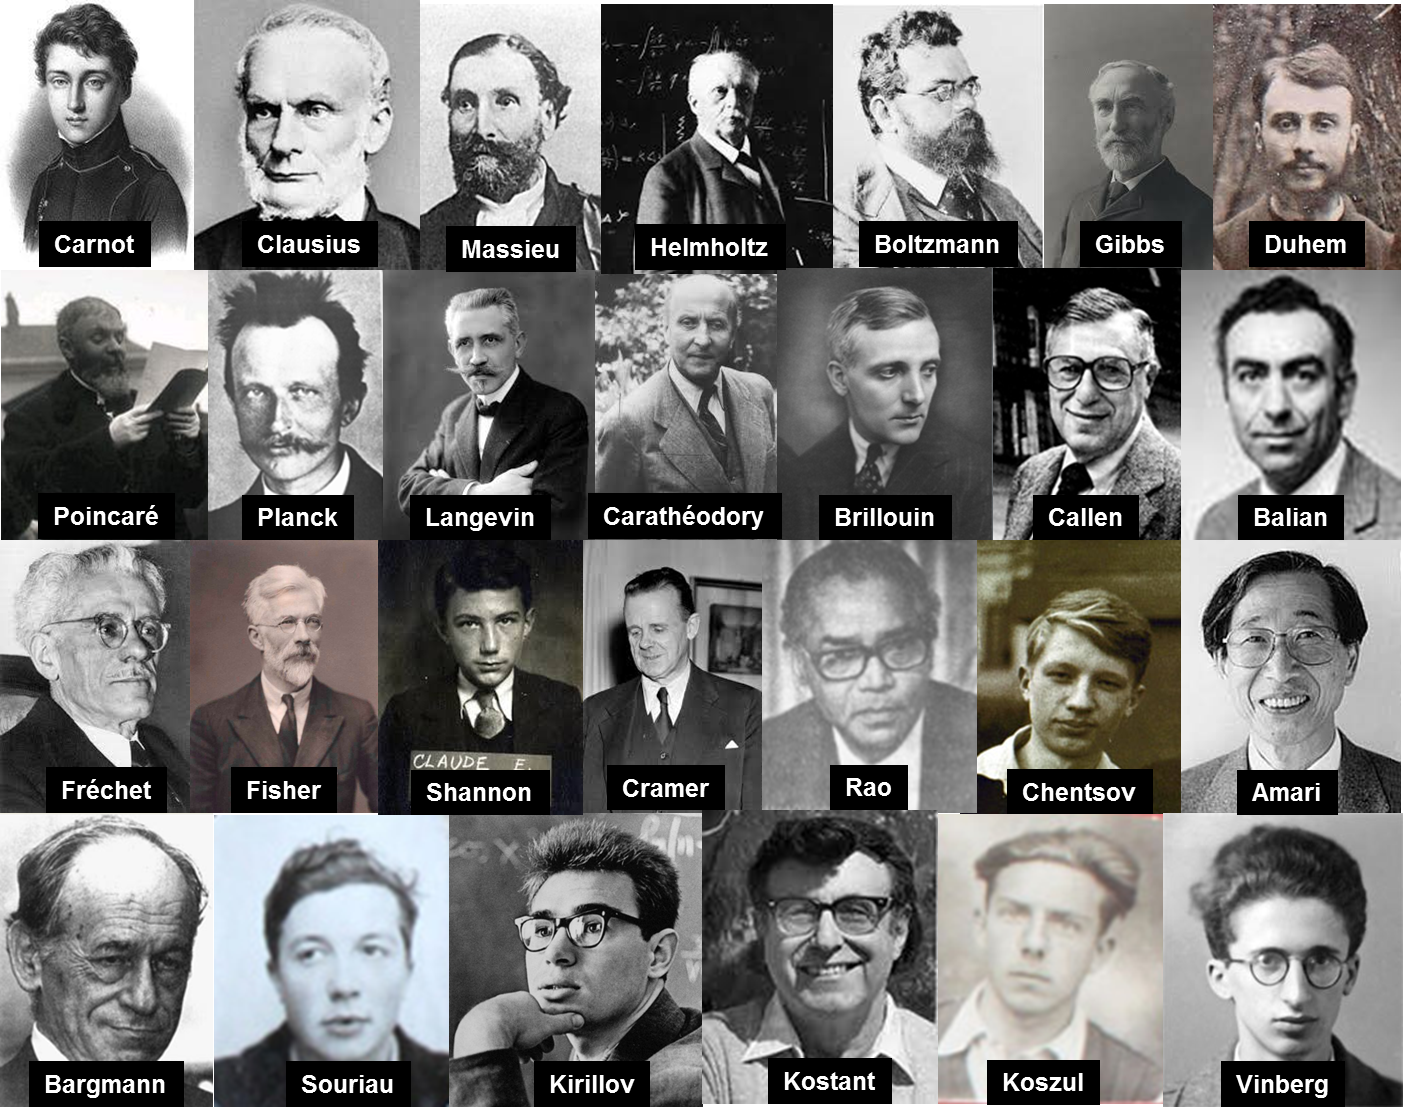 Carnot
Clausius
Massieu
Helmholtz
Boltzmann
Gibbs
Duhem
Poincaré
Planck
Langevin
Carathéodory
Brillouin
Callen
Balian
Fréchet
Fisher
CLAUDE E.
Shannon
Cramer
Rao
Chentsov
Amari
Bargmann
Souriau
Kirillov
Kostant
Koszul
Vinberg